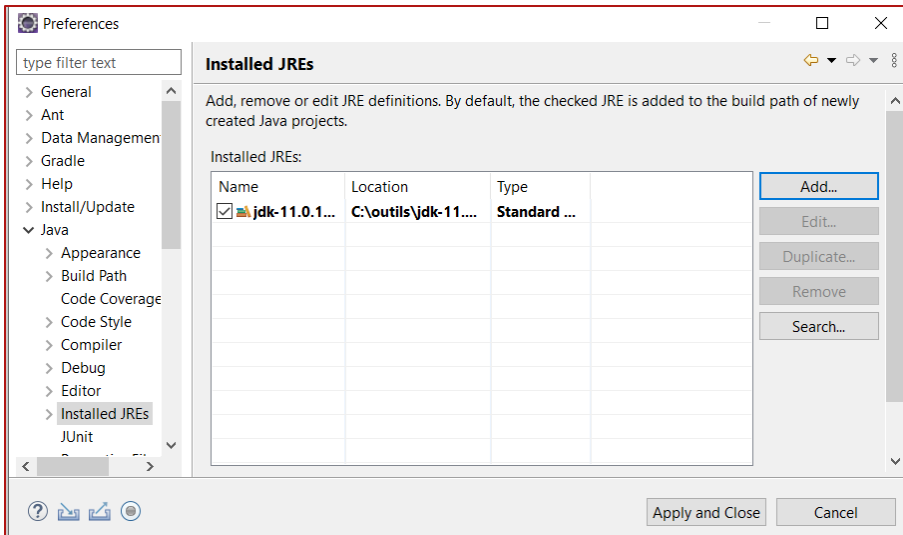 Preferences
type filter text
Installed JREs
General
Ant
Data Managemen
Gradle
Help
Install/Update
Java
Appearance
Build Path
Code Coverage
Code Style
Compiler
Debug
Editor
Installed JREs
JUnit
Add, remove or edit JRE definitions. By default, the checked JRE is added to the build path of newly
created Java projects.
Installed JREs:
Name Location Type
jdk-11.0.1... C:\outils\jdk-11.... Standard ...
Add...
Edit...
Duplicate...
Remove
Search...
Apply and Close
Cancel